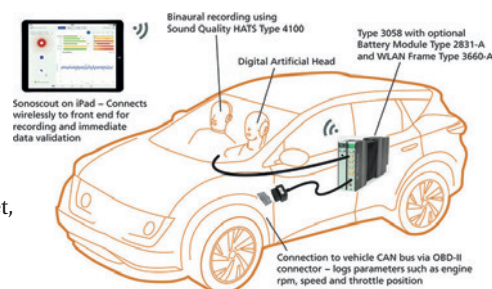 Binaural recording using
Sound Quality HATS Type 4100
Digital Artificial Head
Type 3058 with optional
Battery Module Type 2831-A
and WLAN Frame Type 3660-A
Sonoscout on iPad – Connects
wirelessly to front end for
recording and immediate
data validation
et,
Connection to vehicle CAN bus via OBD-II
connector – logs parameters such as engine
rpm, speed and throttle position